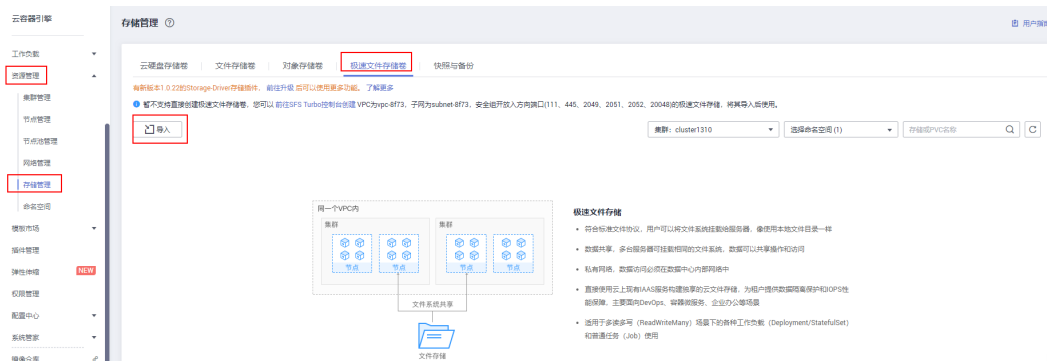 云容器引擎
存储管理
用户指南
工作负载
资源管理
集群管理
节点管理
节点池管理
网络管理
存储管理
命名空间
模板市场
插件管理
弹性伸缩 NEW
权限管理
配置中心
系统管家
镜像仓库
云硬盘存储卷 文件存储卷 对象存储卷 极速文件存储卷 快照与备份
有新版本1.0.22的Storage-Driver存储插件，前往升级 后可以使用更多功能。 了解更多
暂不支持直接创建极速文件存储卷，您可以 前往SFS Turbo控制台创建 VPC为vpc-8f73，子网为subnet-8f73，安全组开放入方向端口(111、445、2049、2051、2052、20048)的极速文件存储，将其导入后使用。
导入
集群：cluster1310 选择命名空间 (1) 存储或PVC名称
同一个VPC内
集群 集群
节点 节点 节点
文件系统共享
文件存储
极速文件存储
• 符合标准文件协议，用户可以将文件系统挂载给服务器，像使用本地文件目录一样
• 数据共享，多台服务器可挂载相同的文件系统，数据可以共享操作和访问
• 私有网络，数据访问必须在数据中心内部网络中
• 直接使用云上现有IAAS服务构建独享的云文件存储，为租户提供数据隔离保护和IOPS性
能保障，主要面向DevOps、容器微服务、企业办公等场景
• 适用于多读多写（ReadWriteMany）场景下的各种工作负载（Deployment/StatefulSet）
和普通任务（Job）使用